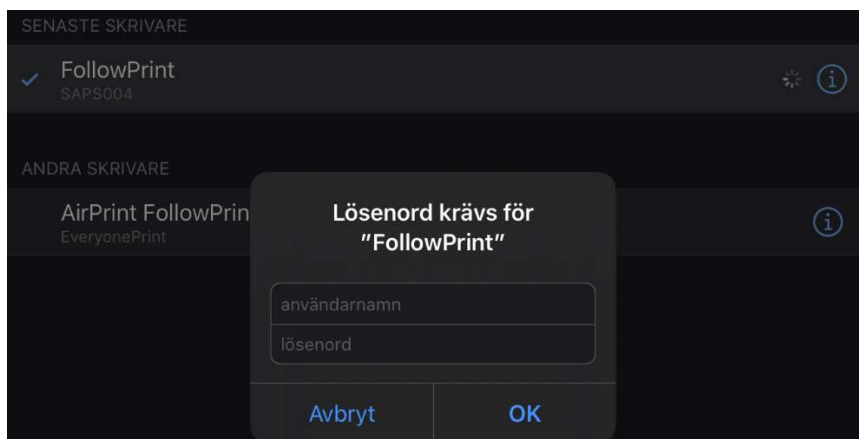 SENASTE SKRIVARE
FollowPrint
SAPS004
ANDRA SKRIVARE
AirPrint FollowPrin
EveryonePrint
Lösenord krävs för
"FollowPrint"
användarnamn
lösenord
Avbryt OK